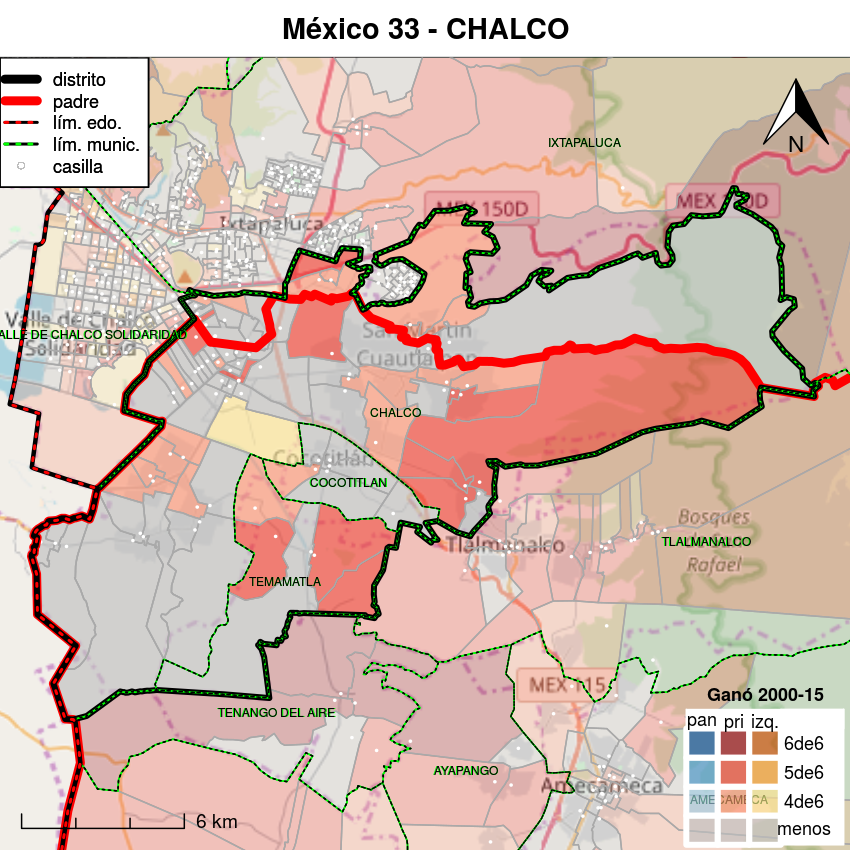 México 33 - CHALCO
distrito
padre
lím. edo.
lím. munic.
casilla
N
IXTAPALUCA
MEX 150D
MEX 150D
Ixtapaluca
Valle de Chalco
VALLE DE CHALCO SOLIDARIDAD
Solidaridad
San Martín
Cuautlalpan
CHALCO
Cocotitlán
COCOTITLAN
Tlalmanalco
Bosques
TLALMANALCO
Rafael
TEMAMATLA
MEX 115
TENANGO DEL AIRE
AYAPANGO
Amecameca
Ganó 2000-15
pan pri izq.
6de6
5de6
AMECAMECA
4de6
menos
6 km